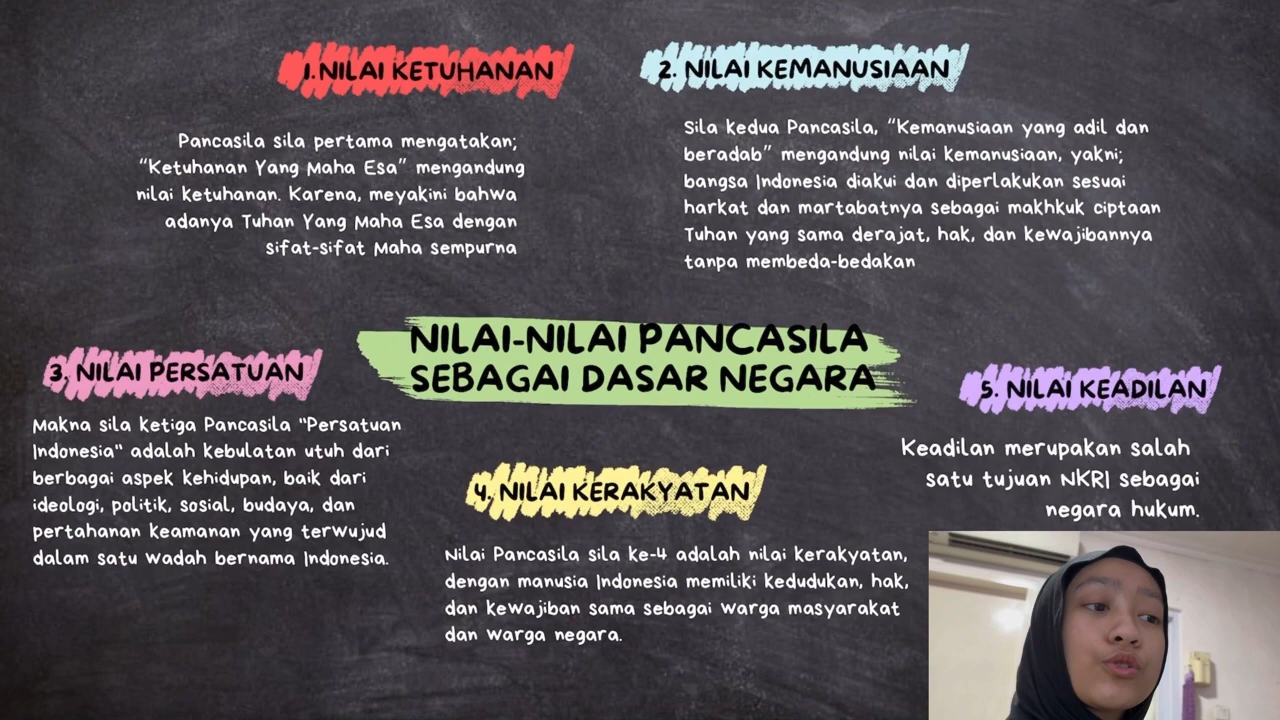 1. NILAI KETUHANAN
Pancasila sila pertama mengatakan;
"Ketuhanan Yang Maha Esa" mengandung
nilai ketuhanan. Karena, meyakini bahwa
adanya Tuhan Yang Maha Esa dengan
sifat-sifat Maha sempurna
2. NILAI KEMANUSIAAN
Sila kedua Pancasila, "Kemanusiaan yang adil dan
beradab" mengandung nilai kemanusiaan, yakni;
bangsa Indonesia diakui dan diperlakukan sesuai
harkat dan martabatnya sebagai makhkuk ciptaan
Tuhan yang sama derajat, hak, dan kewajibannya
tanpa membeda-bedakan
NILAI-NILAI PANCASILA
SEBAGAI DASAR NEGARA
3. NILAI PERSATUAN
Makna sila ketiga Pancasila "Persatuan
Indonesia" adalah kebulatan utuh dari
berbagai aspek kehidupan, baik dari
ideologi, politik, sosial, budaya, dan
pertahanan keamanan yang terwujud
dalam satu wadah bernama Indonesia.
4. NILAI KERAKYATAN
Nilai Pancasila sila ke-4 adalah nilai kerakyatan,
dengan manusia Indonesia memiliki kedudukan, hak,
dan kewajiban sama sebagai warga masyarakat
dan warga negara.
5. NILAI KEADILAN
Keadilan merupakan salah
satu tujuan NKRI sebagai
negara hukum.